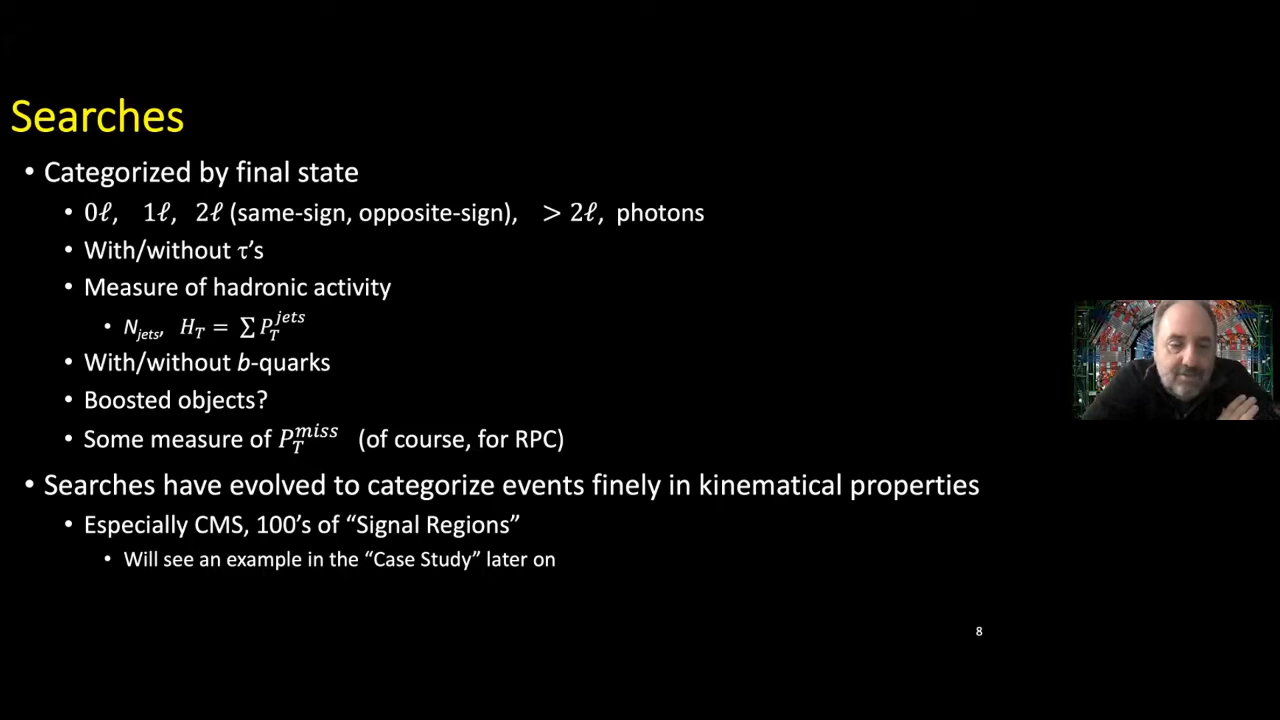 Searches
• Categorized by final state
• 0ℓ, 1ℓ, 2ℓ (same-sign, opposite-sign), > 2ℓ, photons
• With/without τ's
• Measure of hadronic activity
• N_jets, H_T = ∑ P_T^jets
• With/without b-quarks
• Boosted objects?
• Some measure of P_T^miss (of course, for RPC)
• Searches have evolved to categorize events finely in kinematical properties
• Especially CMS, 100's of “Signal Regions”
• Will see an example in the “Case Study” later on
8